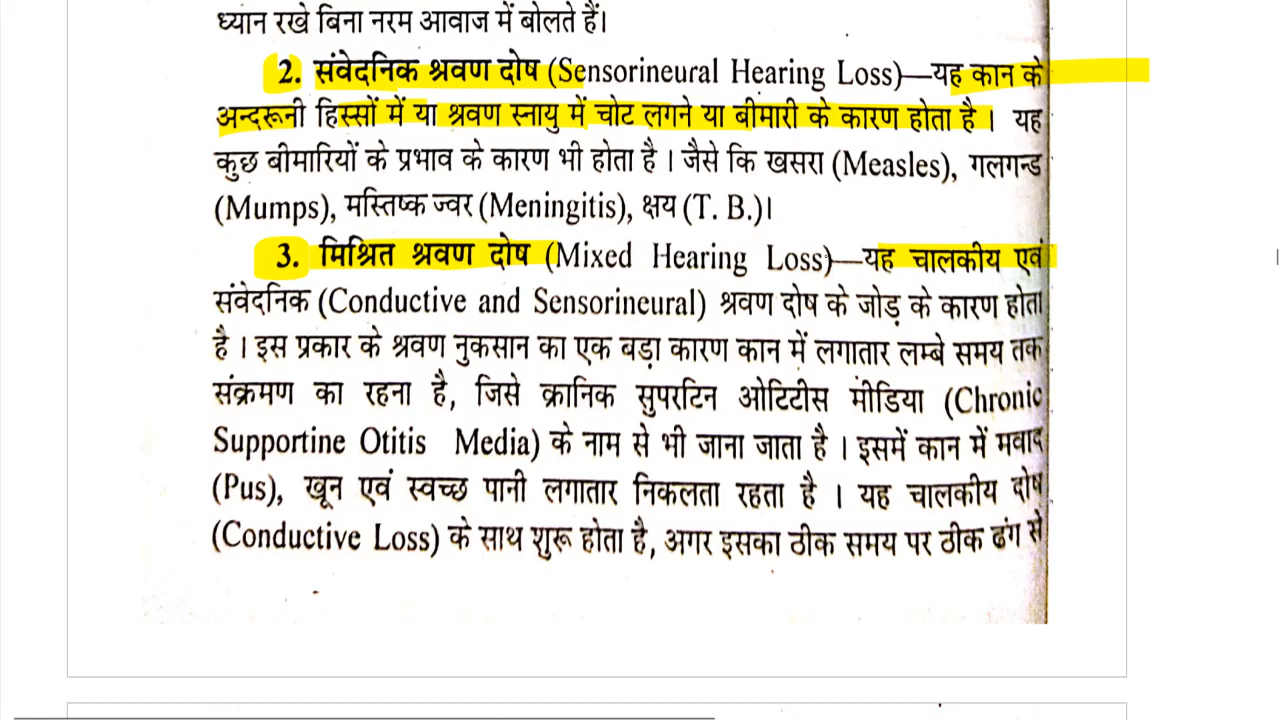 ध्यान रखे बिना नरम आवाज में बोलते हैं।
2. संवेदनिक श्रवण दोष (Sensorineural Hearing Loss)—यह कान के
अन्दरूनी हिस्सों में या श्रवण स्नायु में चोट लगने या बीमारी के कारण होता है। यह
कुछ बीमारियों के प्रभाव के कारण भी होता है। जैसे कि खसरा (Measles), गलगन्ड
(Mumps), मस्तिष्क ज्वर (Meningitis), क्षय (T. B.)।
3. मिश्रित श्रवण दोष (Mixed Hearing Loss)—यह चालकीय एवं
संवेदनिक (Conductive and Sensorineural) श्रवण दोष के जोड़ के कारण होता
है। इस प्रकार के श्रवण नुकसान का एक बड़ा कारण कान में लगातार लम्बे समय तक
संक्रमण का रहना है, जिसे क्रानिक सुपरटिन ओटिटीस मीडिया (Chronic
Supportine Otitis Media) के नाम से भी जाना जाता है। इसमें कान में मवाद
(Pus), खून एवं स्वच्छ पानी लगातार निकलता रहता है। यह चालकीय दोष
(Conductive Loss) के साथ शुरू होता है, अगर इसका ठीक समय पर ठीक ढंग से